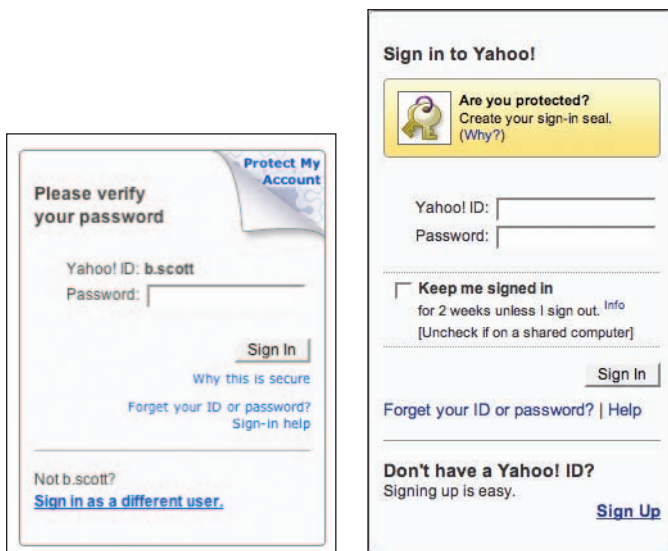 Protect My
Account
Please verify
your password
Yahoo! ID: b.scott
Password:
Sign In
Why this is secure
Forget your ID or password?
Sign-in help
Not b.scott?
Sign in as a different user.
Sign in to Yahoo!
Are you protected?
Create your sign-in seal.
(Why?)
Yahoo! ID:
Password:
Keep me signed in
for 2 weeks unless I sign out. Info
[Uncheck if on a shared computer]
Sign In
Forget your ID or password? | Help
Don't have a Yahoo! ID?
Signing up is easy.
Sign Up